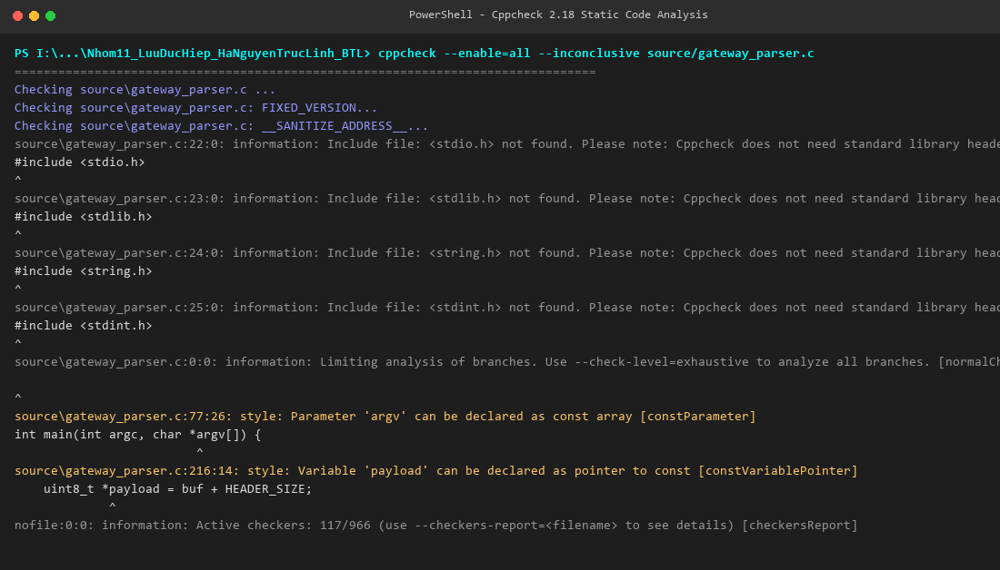 PowerShell - Cppcheck 2.18 Static Code Analysis
PS I:\...\Nhom11_LuuDucHiep_HaNguyenTrucLinh_BTL> cppcheck --enable=all --inconclusive source/gateway_parser.c
================================================================================
Checking source\gateway_parser.c ...
Checking source\gateway_parser.c: FIXED_VERSION...
Checking source\gateway_parser.c: __SANITIZE_ADDRESS__...
source\gateway_parser.c:22:0: information: Include file: <stdio.h> not found. Please note: Cppcheck does not need standard library heade
#include <stdio.h>
^
source\gateway_parser.c:23:0: information: Include file: <stdlib.h> not found. Please note: Cppcheck does not need standard library head
#include <stdlib.h>
^
source\gateway_parser.c:24:0: information: Include file: <string.h> not found. Please note: Cppcheck does not need standard library head
#include <string.h>
^
source\gateway_parser.c:25:0: information: Include file: <stdint.h> not found. Please note: Cppcheck does not need standard library head
#include <stdint.h>
^
source\gateway_parser.c:0:0: information: Limiting analysis of branches. Use --check-level=exhaustive to analyze all branches. [normalCh
^
source\gateway_parser.c:77:26: style: Parameter 'argv' can be declared as const array [constParameter]
int main(int argc, char *argv[]) {
^
source\gateway_parser.c:216:14: style: Variable 'payload' can be declared as pointer to const [constVariablePointer]
uint8_t *payload = buf + HEADER_SIZE;
^
nofile:0:0: information: Active checkers: 117/966 (use --checkers-report=<filename> to see details) [checkersReport]